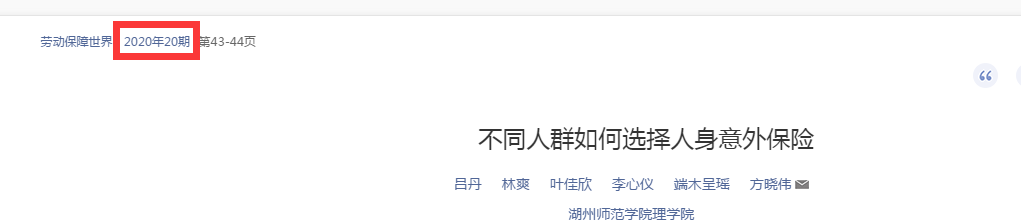 劳动保障世界 2020年20期 第43-44页
不同人群如何选择人身意外保险
吕丹 林爽 叶佳欣 李心仪 端木呈瑶 方晓伟
湖州师范学院理学院